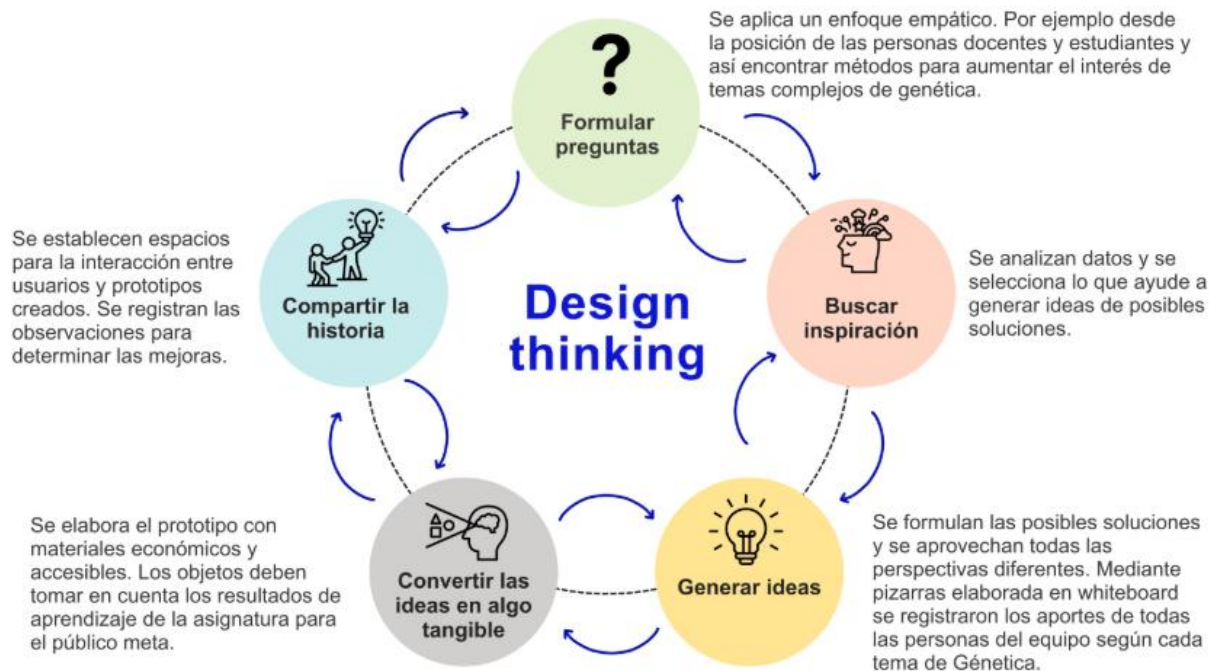 Se aplica un enfoque empático. Por ejemplo desde
la posición de las personas docentes y estudiantes y
así encontrar métodos para aumentar el interés de
temas complejos de genética.
?
Formular
preguntas
Se establecen espacios
para la interacción entre
usuarios y prototipos
creados. Se registran las
observaciones para
determinar las mejoras.
Compartir la
historia
Design
thinking
Buscar
inspiración
Se analizan datos y se
selecciona lo que ayude a
generar ideas de posibles
soluciones.
Se elabora el prototipo con
materiales económicos y
accesibles. Los objetos deben
tomar en cuenta los resultados de
aprendizaje de la asignatura para
el público meta.
Convertir las
ideas en algo
tangible
Generar ideas
Se formulan las posibles soluciones
y se aprovechan todas las
perspectivas diferentes. Mediante
pizarras elaborada en whiteboard
se registraron los aportes de todas
las personas del equipo según cada
tema de Génetica.